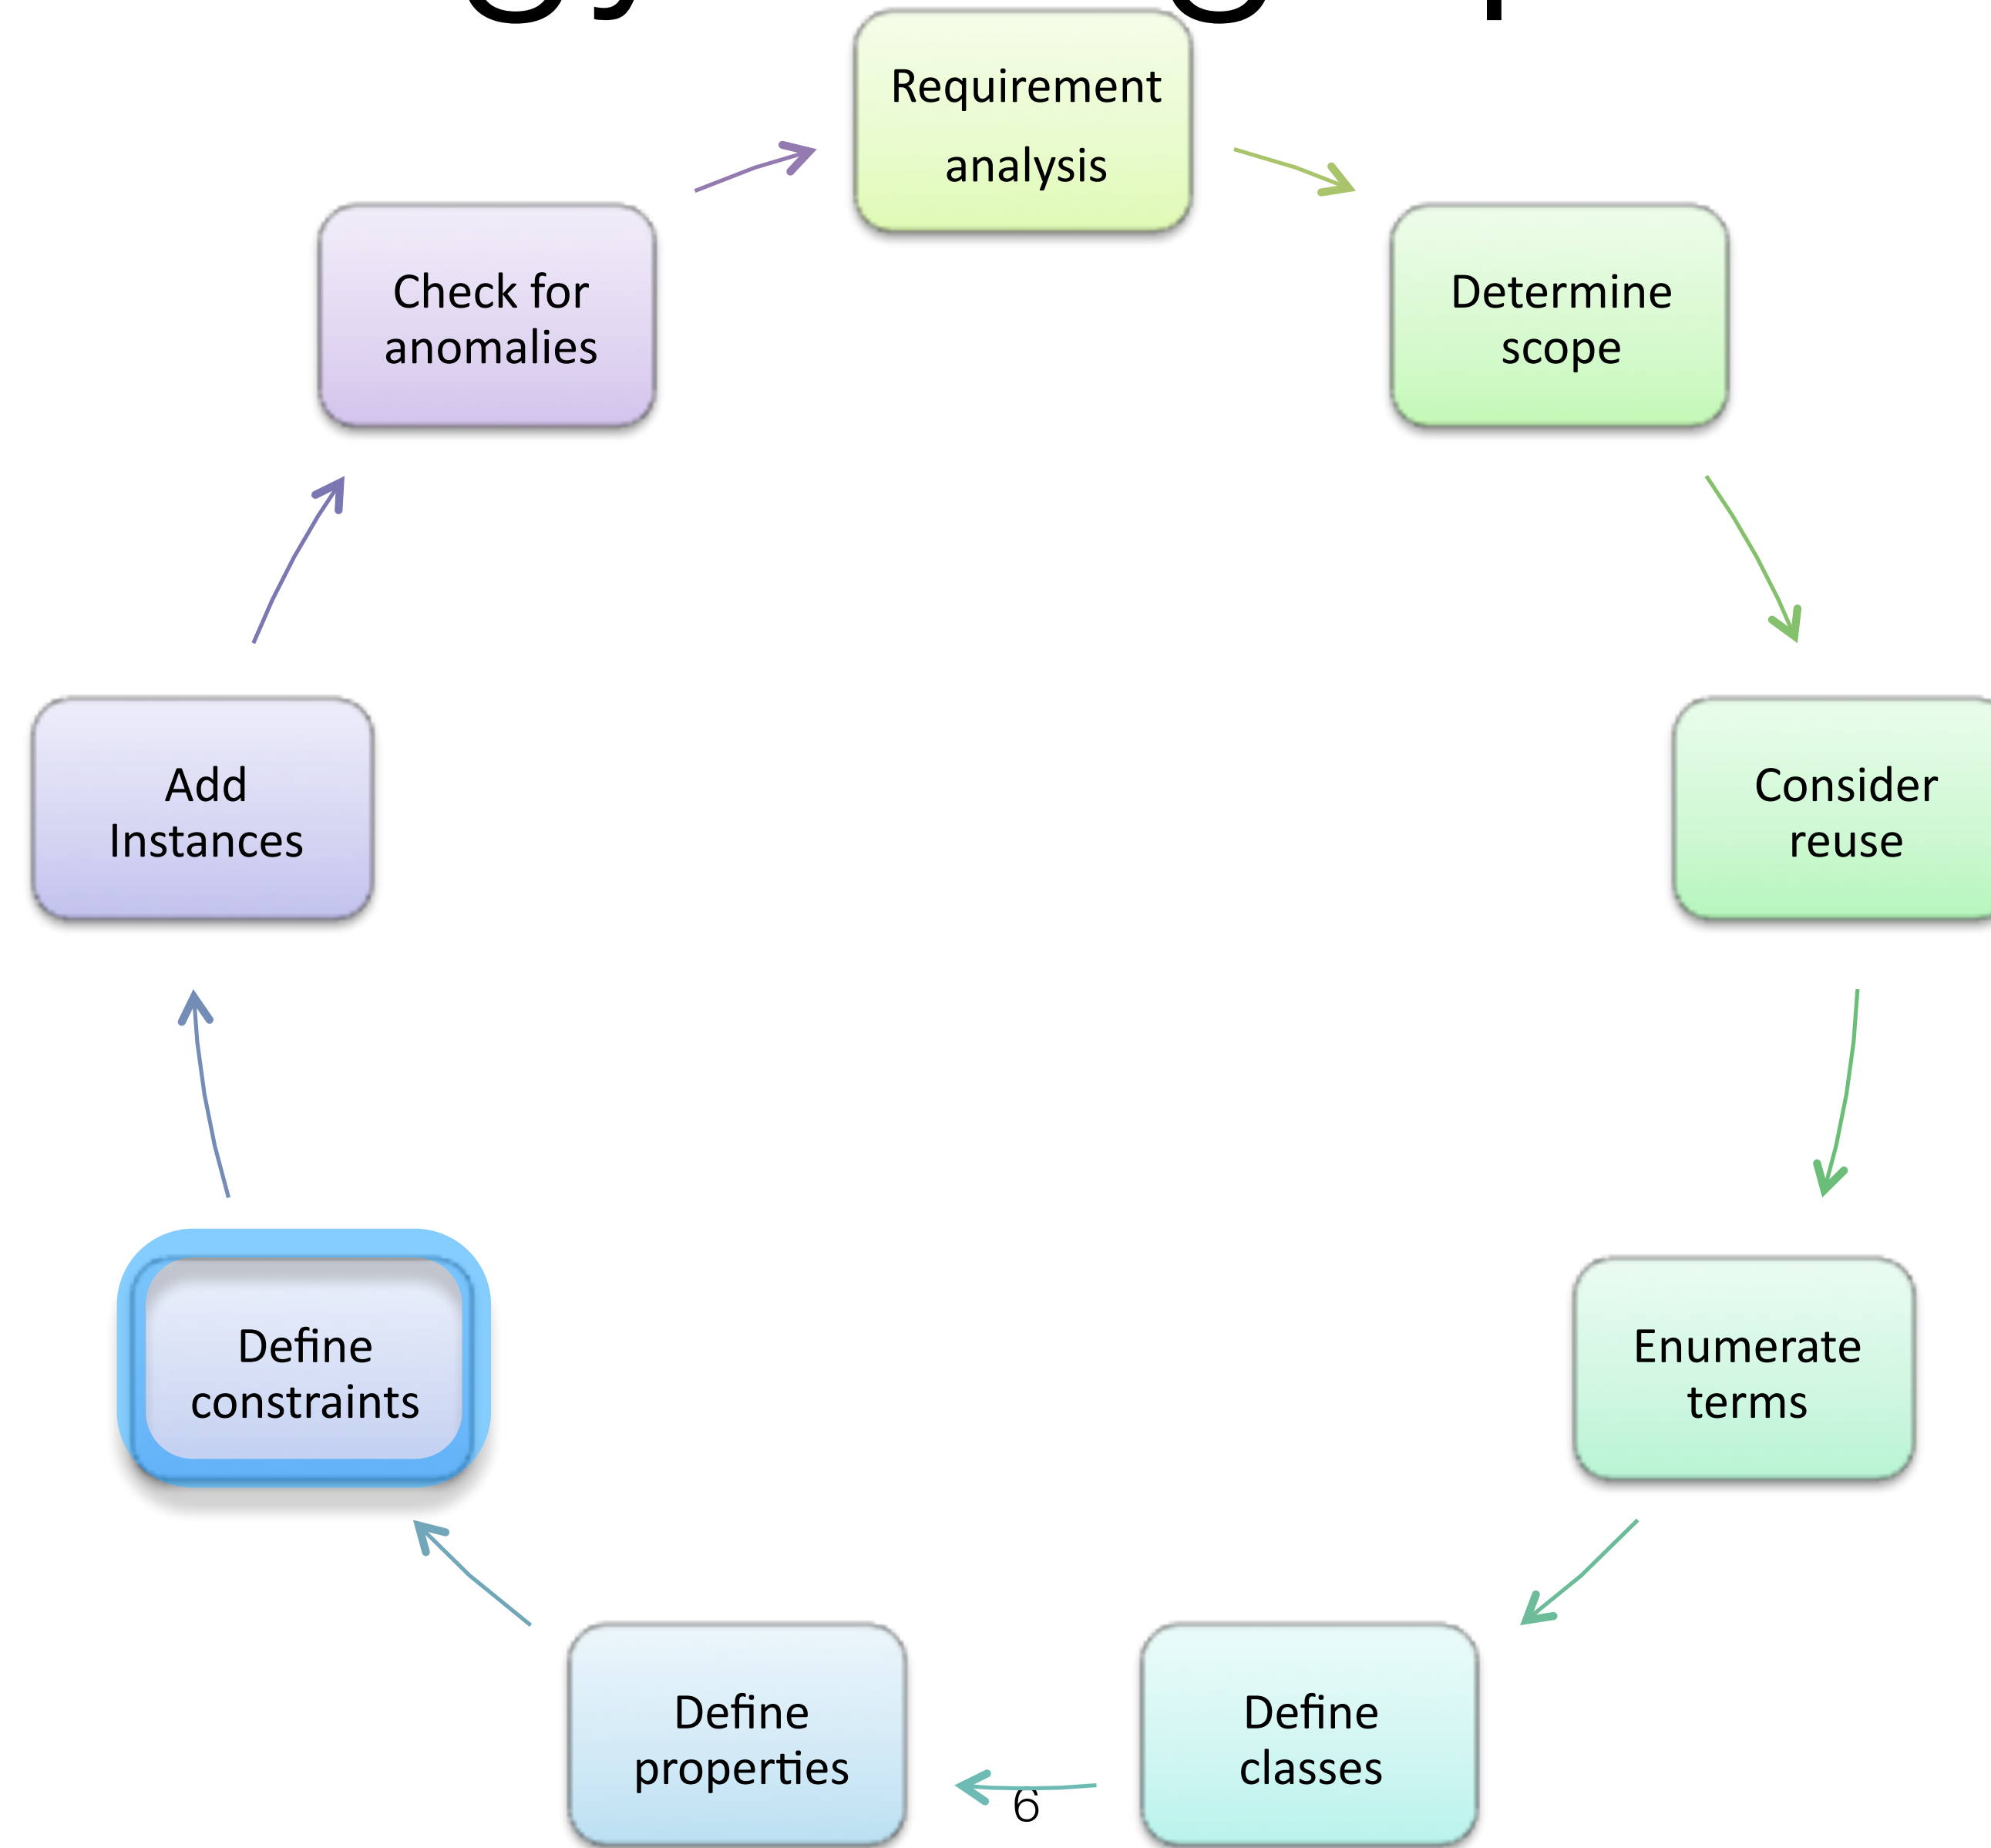 Requirement
analysis
Determine
scope
Consider
reuse
Enumerate
terms
Define
classes
Define
properties
Define
constraints
Add
Instances
Check for
anomalies
6